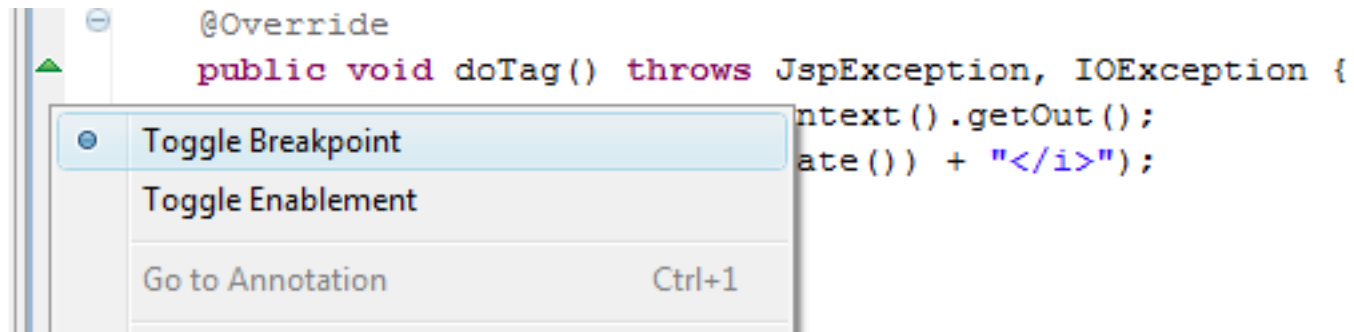 @Override
public void doTag() throws JspException, IOException {
ntext().getOut();
Toggle Breakpoint
ate()) + "</i>");
Toggle Enablement
Go to Annotation Ctrl+1